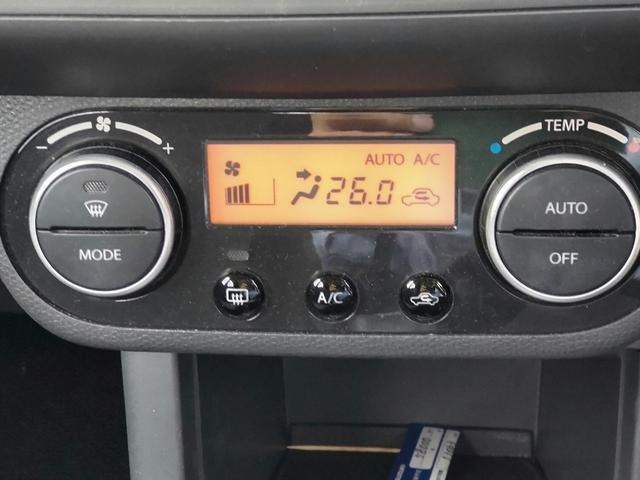 - +
AUTO A/C
26.0
TEMP
MODE
A/C
AUTO
OFF